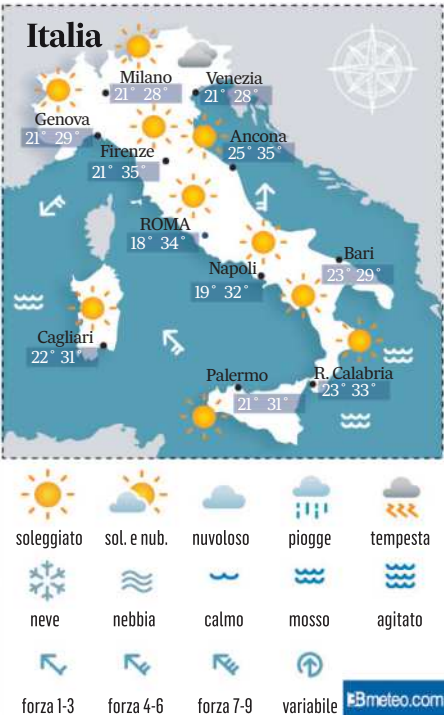 Italia
Milano
21° 28°
Venezia
21° 28°
Genova
21° 29°
Firenze
21° 35°
Ancona
25° 35°
ROMA
18° 34°
Napoli
19° 32°
Bari
23° 29°
Cagliari
22° 31°
Palermo
21° 31°
R. Calabria
23° 33°
soleggiato sol. e nub. nuvoloso piogge tempesta
neve nebbia calmo mosso agitato
forza 1-3 forza 4-6 forza 7-9 variabile
3Bmeteo.com